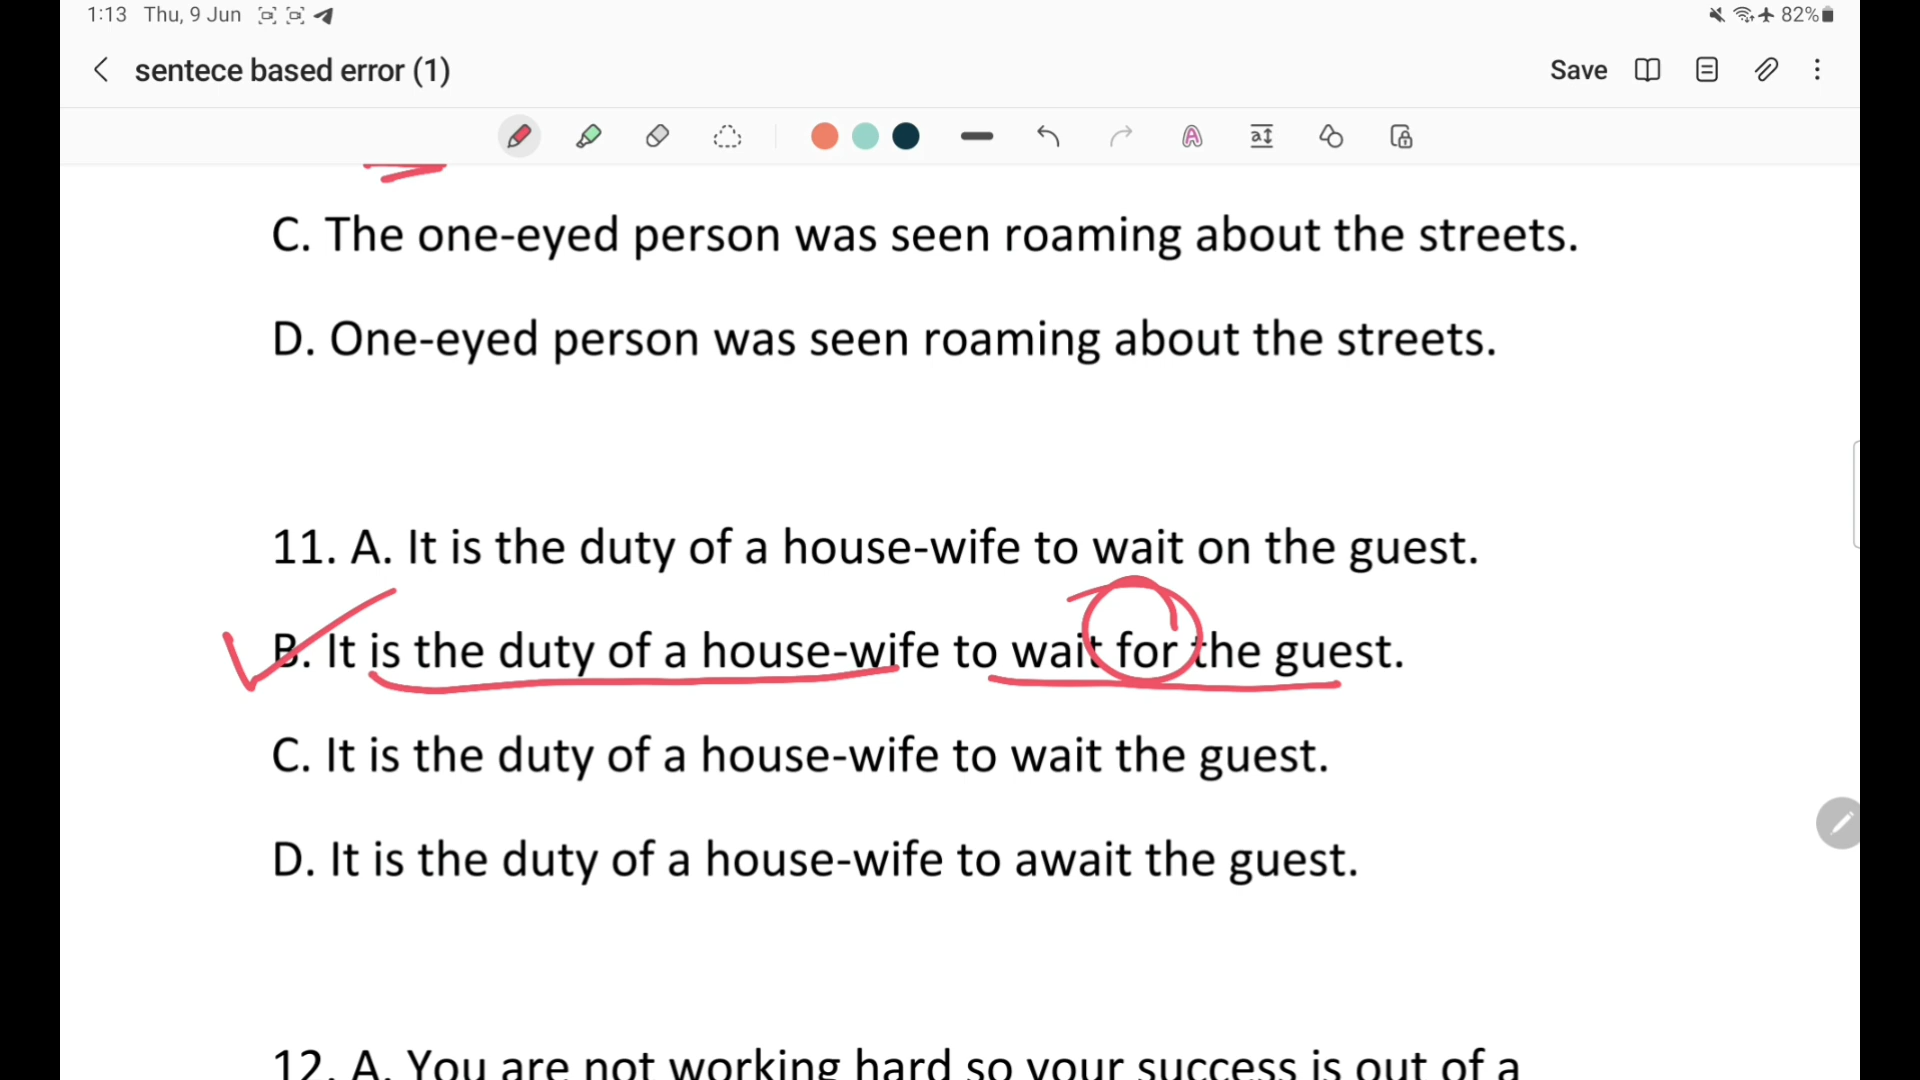 1:13 Thu, 9 Jun 82%
sentece based error (1) Save
C. The one-eyed person was seen roaming about the streets.
D. One-eyed person was seen roaming about the streets.
11. A. It is the duty of a house-wife to wait on the guest.
B. It is the duty of a house-wife to wait for the guest.
C. It is the duty of a house-wife to wait the guest.
D. It is the duty of a house-wife to await the guest.
12. A. You are not working hard so your success is out of a